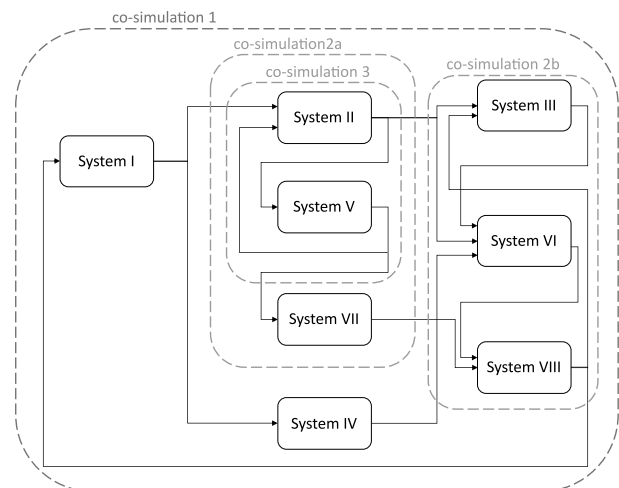 co-simulation 1
co-simulation2a
co-simulation 2b
co-simulation 3
System III
System II
System I
System V
System VI
System VII
System VIII
System IV